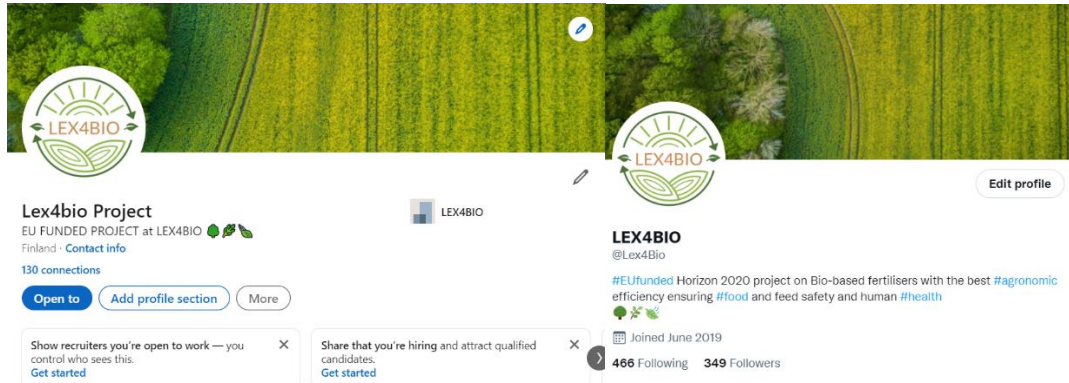 LEX4BIO
Lex4bio Project
EU FUNDED PROJECT at LEX4BIO
Finland · Contact info
130 connections
Open to
Add profile section
More
LEX4BIO
Show recruiters you're open to work — you
control who sees this.
Get started
Share that you're hiring and attract qualified
candidates.
Get started
LEX4BIO
Edit profile
LEX4BIO
@Lex4Bio
#EUfunded Horizon 2020 project on Bio-based fertilisers with the best #agronomic
efficiency ensuring #food and feed safety and human #health
Joined June 2019
466 Following 349 Followers